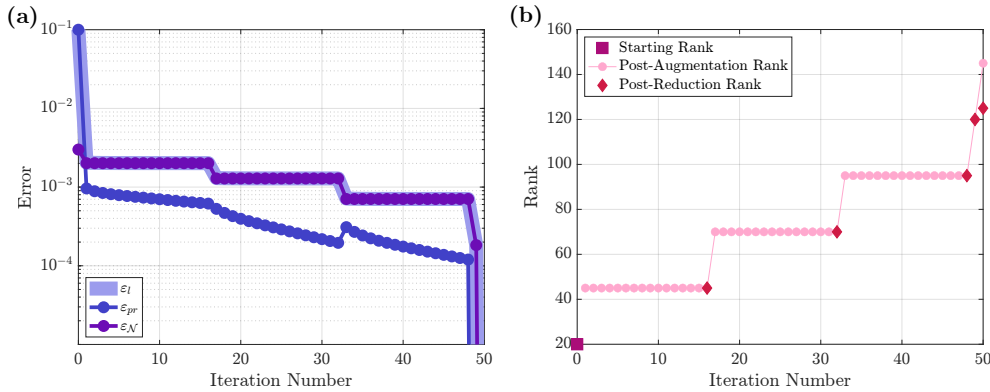 (a)
10^{-1}
10^{-2}
10^{-3}
10^{-4}
Error
ε_l
ε_{pr}
ε_𝒩
0
10
20
30
40
50
Iteration Number
(b)
160
140
120
100
80
60
40
20
Rank
Starting Rank
Post-Augmentation Rank
Post-Reduction Rank
0
10
20
30
40
50
Iteration Number